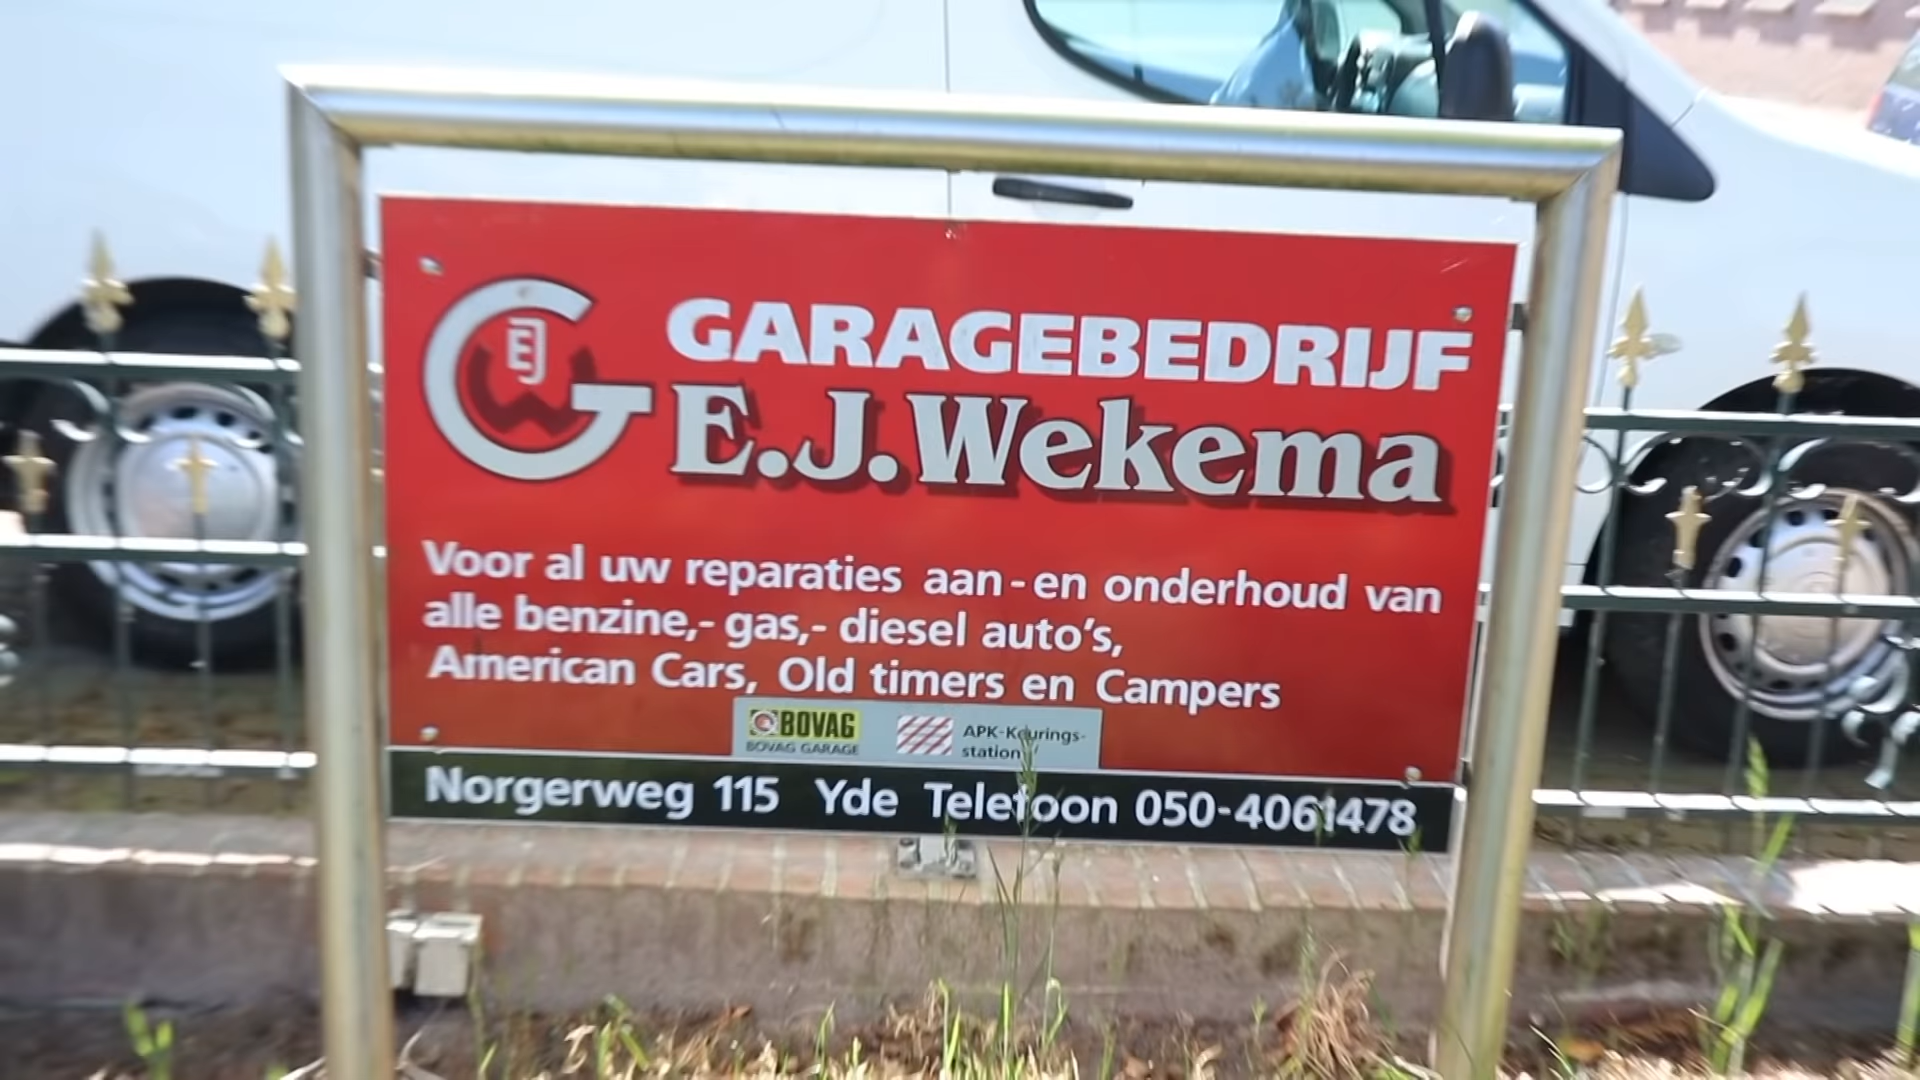 EJ
GARAGEBEDRIJF
E.J. Wekema
Voor al uw reparaties aan-en onderhoud van
alle benzine,- gas,- diesel auto's,
American Cars, Old timers en Campers
BOVAG
BOVAG GARAGE
APK-Keurings-
station
Norgerweg 115 Yde Telefoon 050-4061478